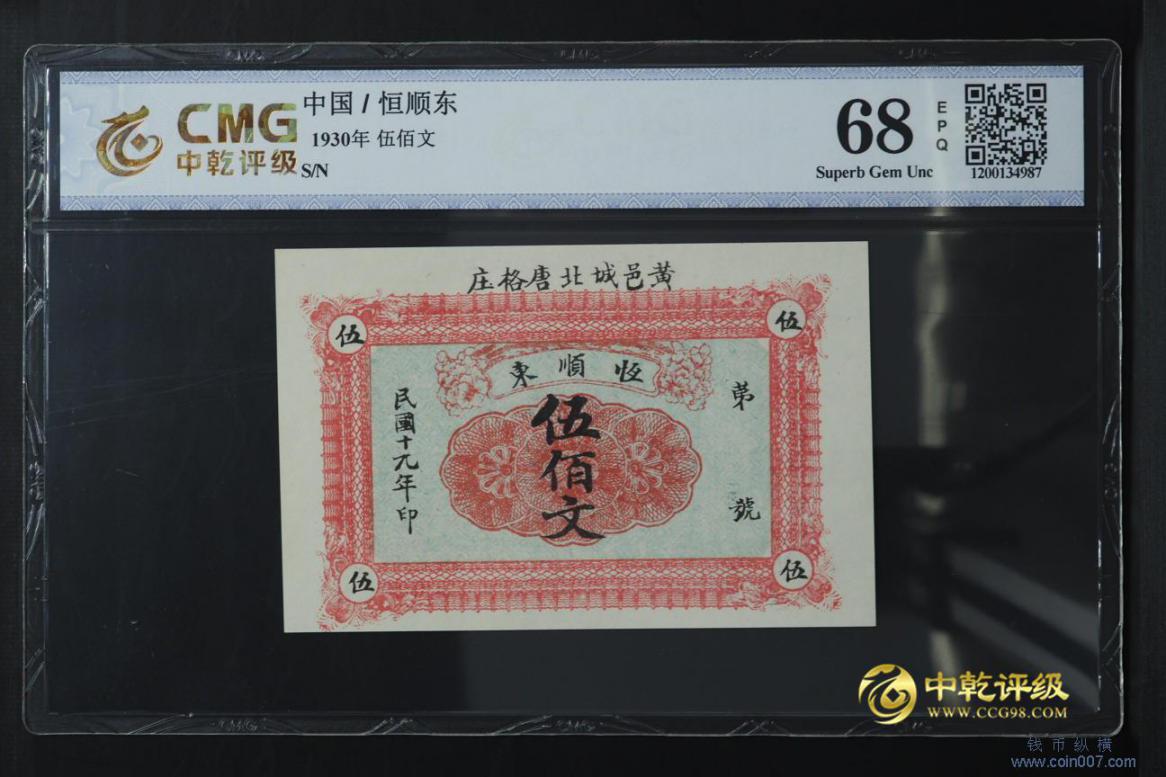 CMG
中乾评级
中国 / 恒顺东
1930年 伍佰文
S/N
68
EPQ
Superb Gem Unc
1200134987
黄邑城北唐格庄
伍
伍
恆順東
第
號
伍佰文
民國十九年印
伍
伍
中乾评级
WWW.CCG98.COM
钱币纵横
www.coin007.com